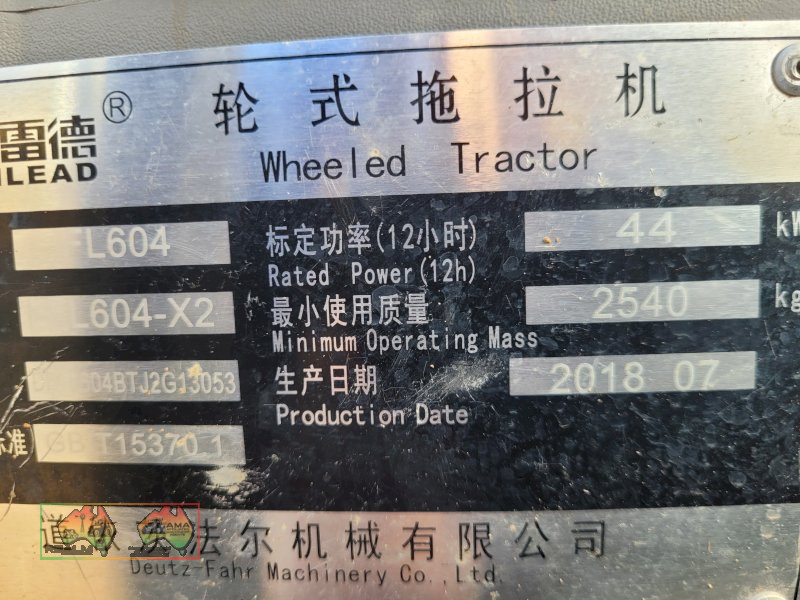 雷德® 轮式拖拉机
LEAD Wheeled Tractor
L604 标定功率(12小时) 44
Rated Power(12h)
L604-X2 最小使用质量 2540 kg
Minimum Operating Mass
604BTJ2G13053 生产日期 2018 07
Production Date
T15370.1
法尔机械有限公司
Deutz-Fahr Machinery Co.,Ltd.